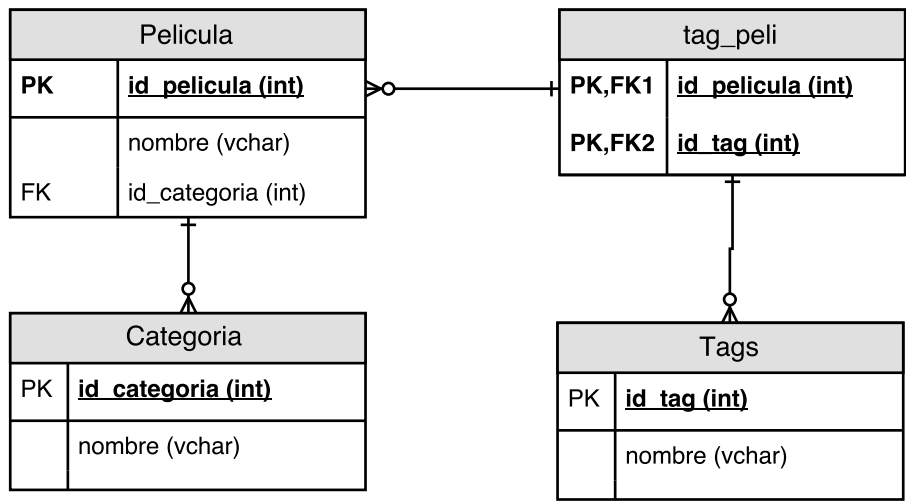 Pelicula
PK id_pelicula (int)
nombre (vchar)
FK id_categoria (int)
tag_peli
PK,FK1 id_pelicula (int)
PK,FK2 id_tag (int)
Categoria
PK id_categoria (int)
nombre (vchar)
Tags
PK id_tag (int)
nombre (vchar)